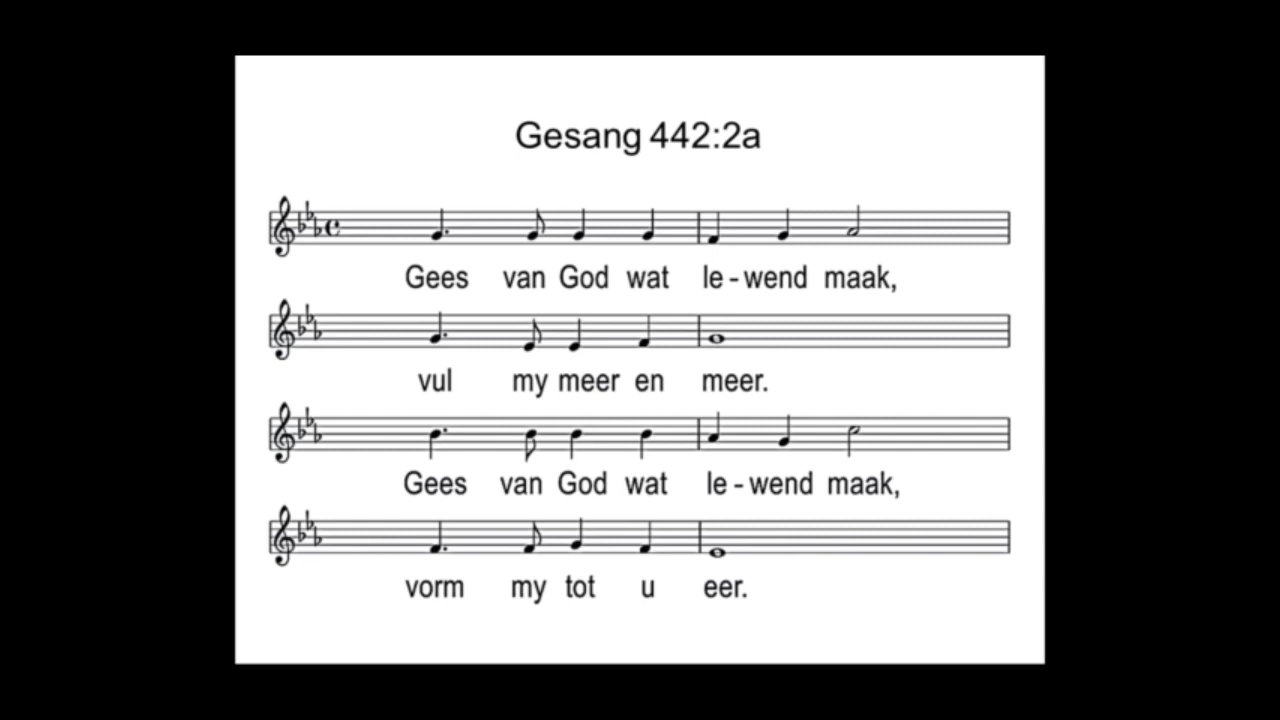 Gesang 442:2a
Gees van God wat le - wend maak,
vul my meer en meer.
Gees van God wat le - wend maak,
vorm my tot u eer.